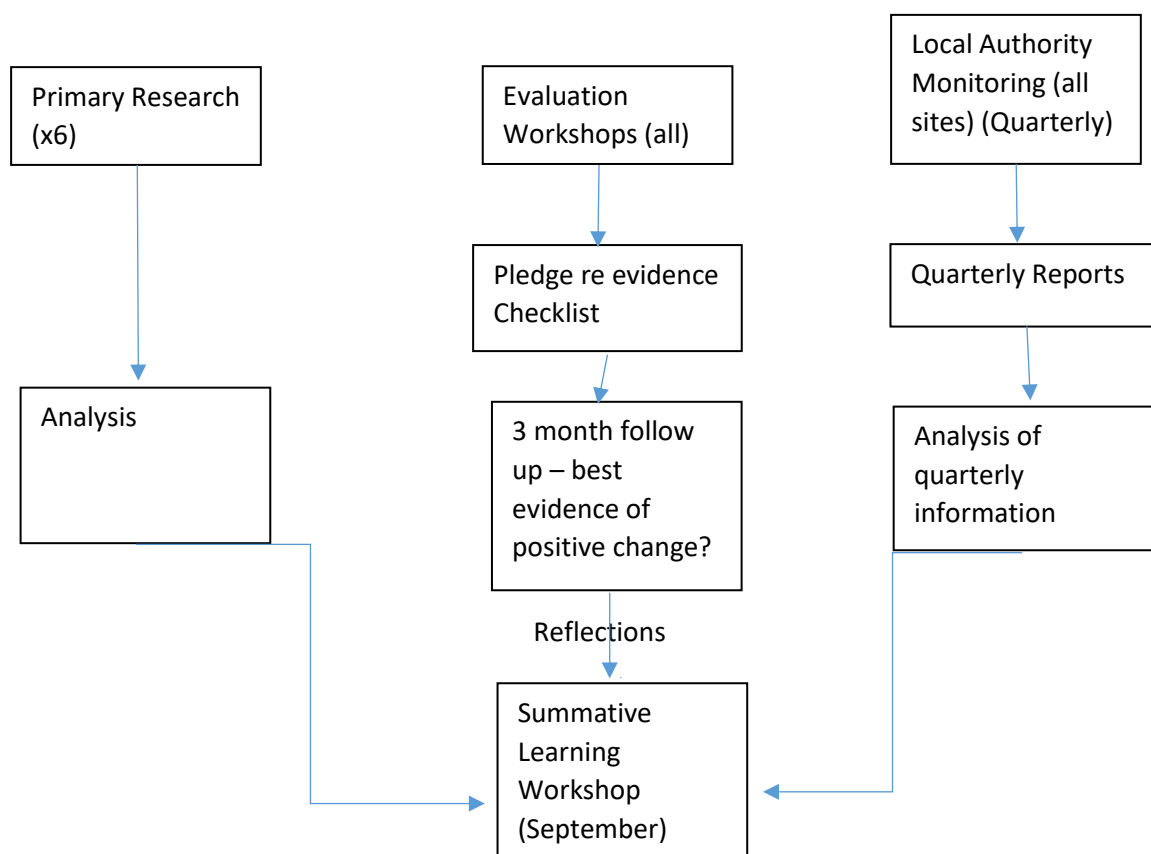 Primary Research
(x6)
Evaluation
Workshops (all)
Local Authority
Monitoring (all
sites) (Quarterly)
Pledge re evidence
Checklist
Quarterly Reports
Analysis
3 month follow
up – best
evidence of
positive change?
Analysis of
quarterly
information
Reflections
Summative
Learning
Workshop
(September)